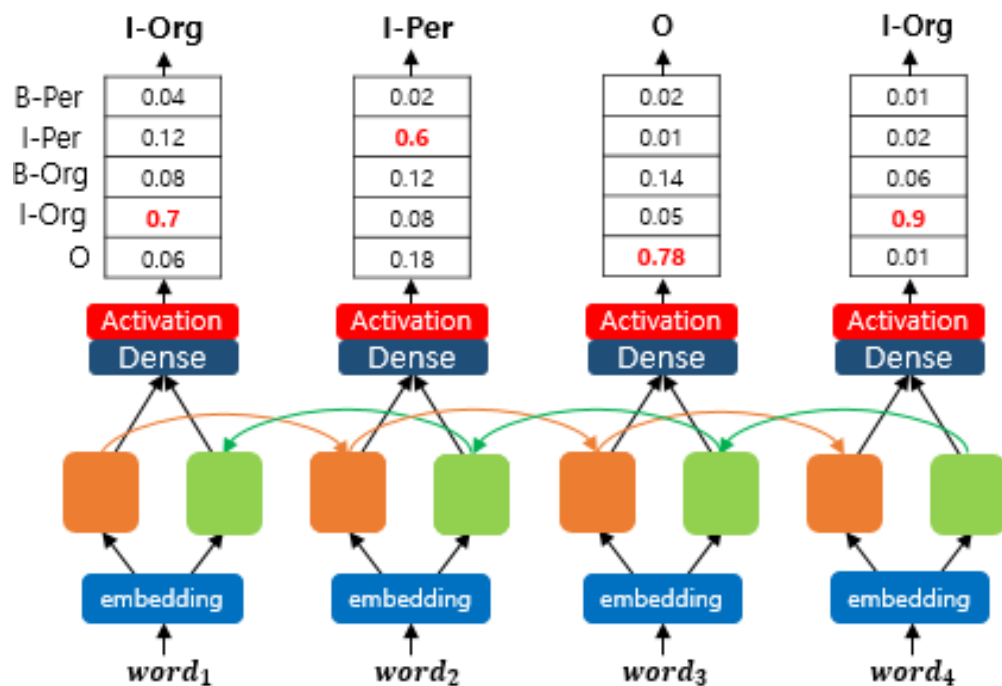 I-Org I-Per O I-Org
B-Per 0.04 0.02 0.02 0.01
I-Per 0.12 0.6 0.01 0.02
B-Org 0.08 0.12 0.14 0.06
I-Org 0.7 0.08 0.05 0.9
O 0.06 0.18 0.78 0.01
Activation Activation Activation Activation
Dense Dense Dense Dense
embedding embedding embedding embedding
word₁ word₂ word₃ word₄